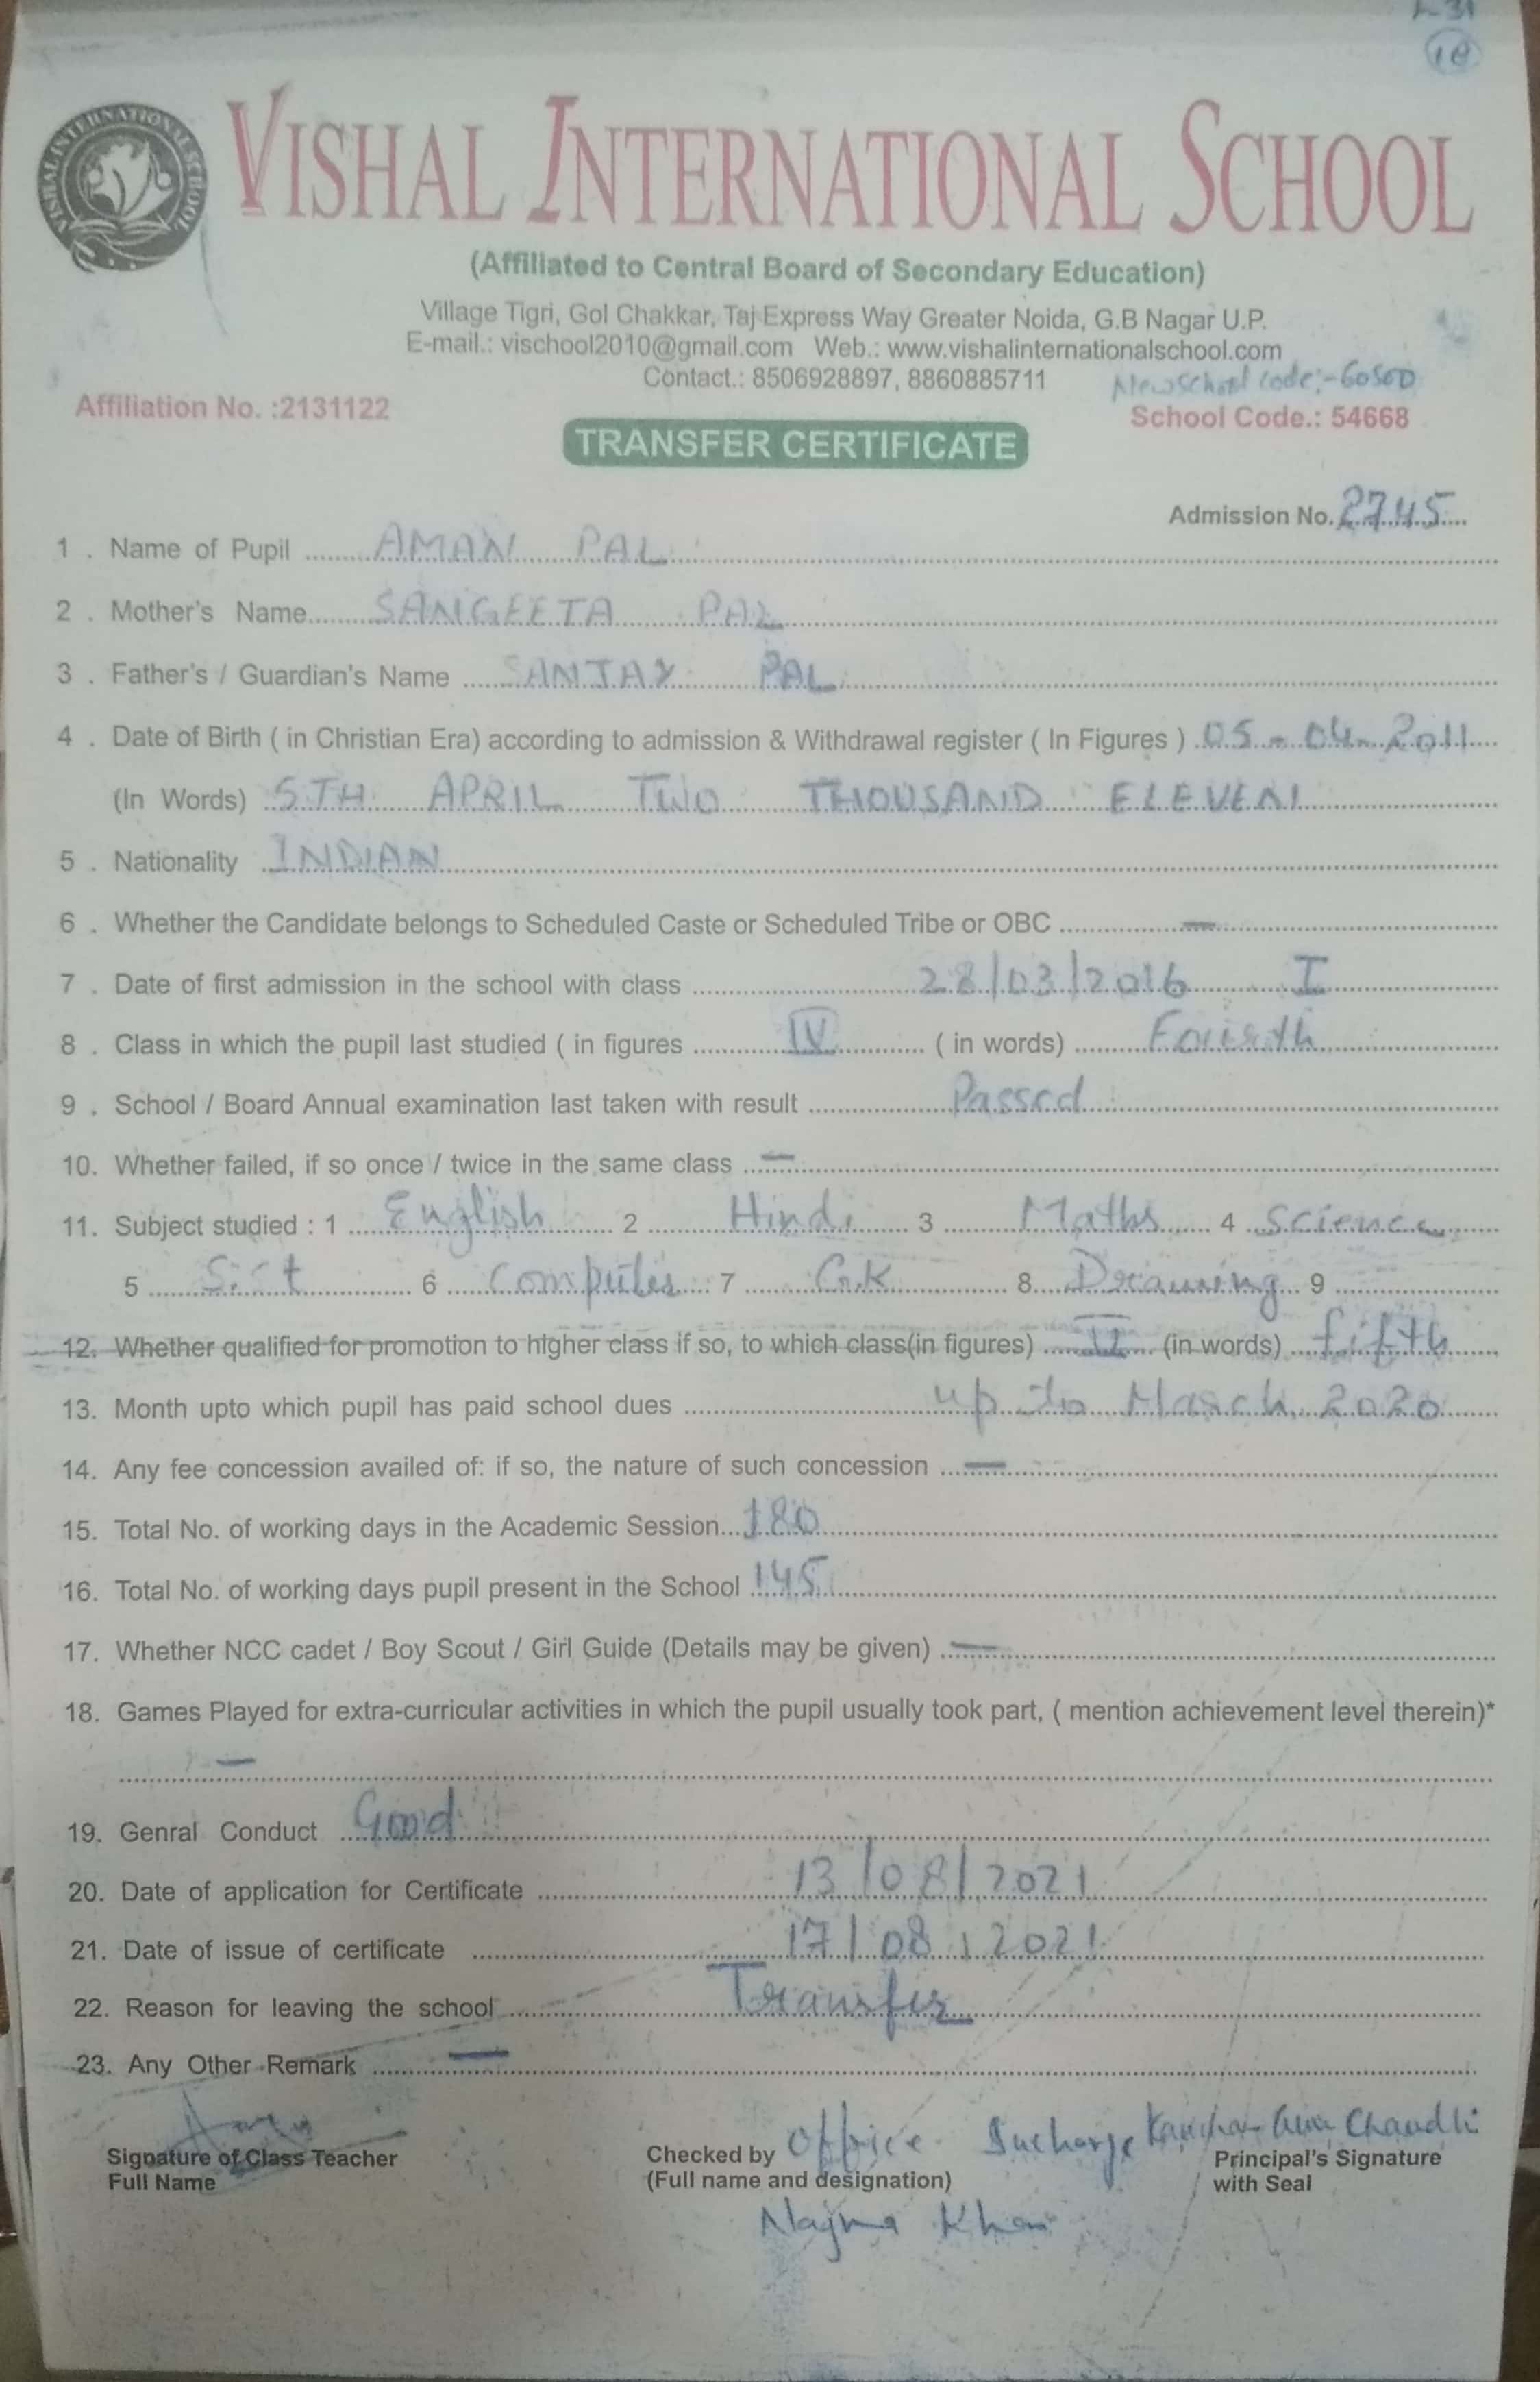 18
VISHAL INTERNATIONAL SCHOOL
VISHAL INTERNATIONAL SCHOOL
(Affiliated to Central Board of Secondary Education)
Village Tigri, Gol Chakkar, Taj Express Way Greater Noida, G.B Nagar U.P.
E-mail.: vischool2010@gmail.com Web.: www.vishalinternationalschool.com
Contact.: 8506928897, 8860885711
New School Code:-60500
Affiliation No. :2131122
School Code.: 54668
TRANSFER CERTIFICATE
Admission No. 2745
1 . Name of Pupil AMAN PAL
2 . Mother's Name SANGEETA PAL
3 . Father's / Guardian's Name SANJAY PAL
4 . Date of Birth ( in Christian Era) according to admission & Withdrawal register ( In Figures ) 05-04-2011
(In Words) 5TH APRIL TWO THOUSAND ELEVEN
5 . Nationality INDIAN
6 . Whether the Candidate belongs to Scheduled Caste or Scheduled Tribe or OBC —
7 . Date of first admission in the school with class 28/03/2016 I
8 . Class in which the pupil last studied ( in figures IV ( in words) Fourth
9 . School / Board Annual examination last taken with result Passed
10. Whether failed, if so once / twice in the same class —
11. Subject studied : 1 English 2 Hindi 3 Maths 4 Science
5 S.st 6 Computer 7 G.K 8 Drawing 9
12. Whether qualified for promotion to higher class if so, to which class(in figures) V (in words) fifth
13. Month upto which pupil has paid school dues up to March 2020
14. Any fee concession availed of: if so, the nature of such concession —
15. Total No. of working days in the Academic Session 180
16. Total No. of working days pupil present in the School 145
17. Whether NCC cadet / Boy Scout / Girl Guide (Details may be given) —
18. Games Played for extra-curricular activities in which the pupil usually took part, ( mention achievement level therein)*
—
19. Genral Conduct Good
20. Date of application for Certificate 13/08/2021
21. Date of issue of certificate 17/08/2021
22. Reason for leaving the school Transfer
23. Any Other Remark —
Signature of Class Teacher
Full Name
Checked by Office Incharge
(Full name and designation)
Najma Khan
Principal's Signature
with Seal